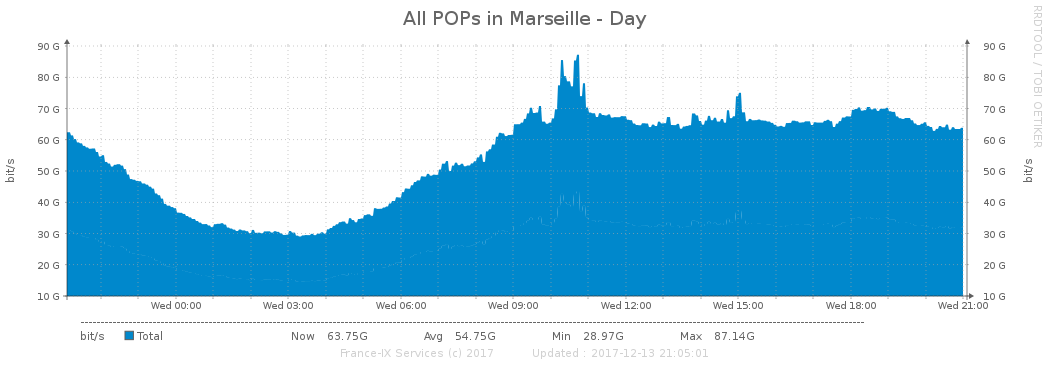 All POPs in Marseille - Day
RRDTOOL / TOBI OETIKER
90 G 90 G
80 G 80 G
70 G 70 G
60 G 60 G
50 G 50 G
40 G 40 G
30 G 30 G
20 G 20 G
10 G 10 G
bit/s
bit/s
Wed 00:00 Wed 03:00 Wed 06:00 Wed 09:00 Wed 12:00 Wed 15:00 Wed 18:00 Wed 21:00
bit/s Total Now 63.75G Avg 54.75G Min 28.97G Max 87.14G
France-IX Services (c) 2017 Updated : 2017-12-13 21:05:01